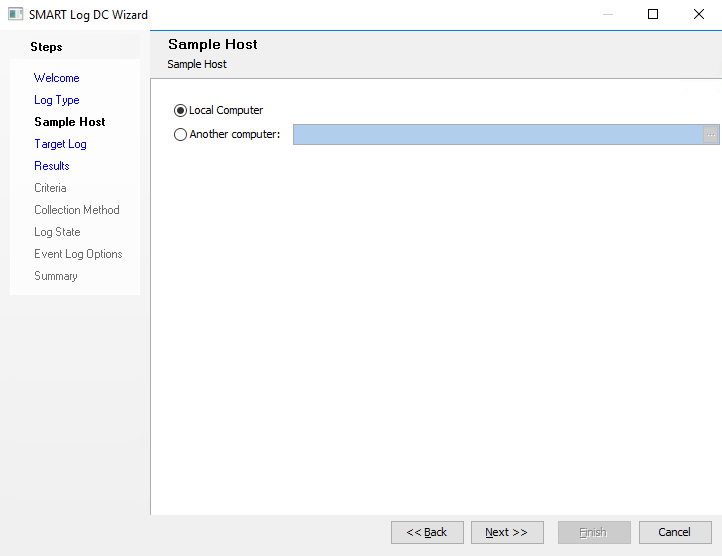 SMART Log DC Wizard
Steps
Welcome
Log Type
Sample Host
Target Log
Results
Criteria
Collection Method
Log State
Event Log Options
Summary
Sample Host
Sample Host
Local Computer
Another computer:
...
<< Back
Next >>
Finish
Cancel